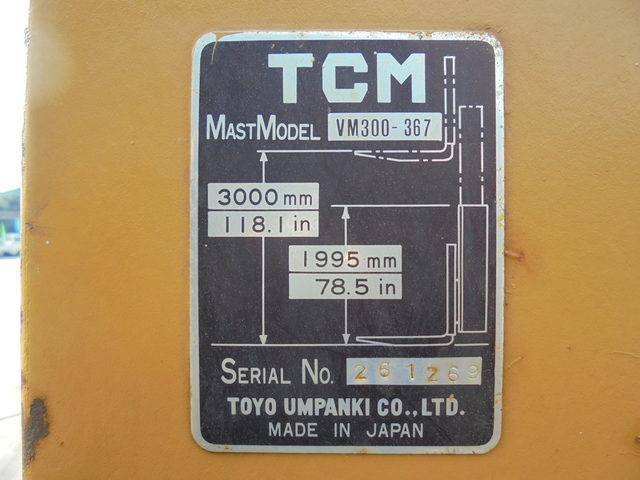 TCM
MASTMODEL VM300-367
3000 mm
118.1 in
1995 mm
78.5 in
SERIAL No. 261269
TOYO UMPANKI CO., LTD.
MADE IN JAPAN